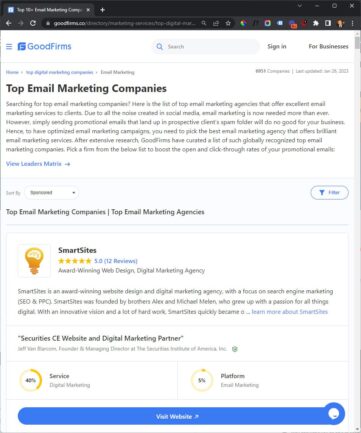 Top 10+ Email Marketing Compan
goodfirms.co/directory/marketing-services/top-digital-mar...
GoodFirms
Search
Sign in
For Businesses
Home › top digital marketing companies › Email Marketing
6951 Companies | Last updated: Jan 28, 2023
Top Email Marketing Companies
Searching for top email marketing companies? Here is the list of top email marketing agencies that offer excellent email
marketing services to clients. Due to all the noise created in social media, email marketing is now needed more than ever.
However, simply sending promotional emails that land up in prospective client's spam folder will do no good for your business.
Hence, to have optimized email marketing campaigns, you need to pick the best email marketing agency that offers brilliant
email marketing services. After extensive research, GoodFirms have curated a list of such globally recognized top email
marketing companies. Pick a firm from the below list to boost the open and click-through rates of your promotional emails:
View Leaders Matrix →
Sort By
Sponsored
Filter
Top Email Marketing Companies | Top Email Marketing Agencies
SmartSites
★★★★★ 5.0 (12 Reviews)
Award-Winning Web Design, Digital Marketing Agency
SmartSites is an award-winning website design and digital marketing agency, with a focus on search engine marketing
(SEO & PPC). SmartSites was founded by brothers Alex and Michael Melen, who grew up with a passion for all things
digital. With an innovative vision and a lot of hard work, SmartSites quickly became o ... learn more about SmartSites
"Securities CE Website and Digital Marketing Partner"
Jeff Van Blarcom, Founder & Managing Director at The Securities Institute of America, Inc.
40%
Service
Digital Marketing
5%
Platform
Email Marketing
Visit Website ↗